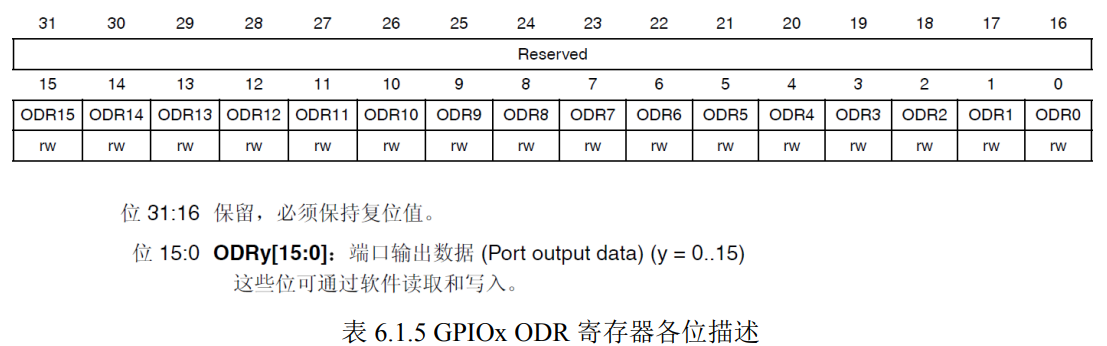 31 30 29 28 27 26 25 24 23 22 21 20 19 18 17 16
Reserved
15 14 13 12 11 10 9 8 7 6 5 4 3 2 1 0
ODR15 ODR14 ODR13 ODR12 ODR11 ODR10 ODR9 ODR8 ODR7 ODR6 ODR5 ODR4 ODR3 ODR2 ODR1 ODR0
rw rw rw rw rw rw rw rw rw rw rw rw rw rw rw rw
位 31:16 保留，必须保持复位值。
位 15:0 ODRy[15:0]：端口输出数据 (Port output data) (y = 0..15)
这些位可通过软件读取和写入。
表 6.1.5 GPIOx ODR 寄存器各位描述